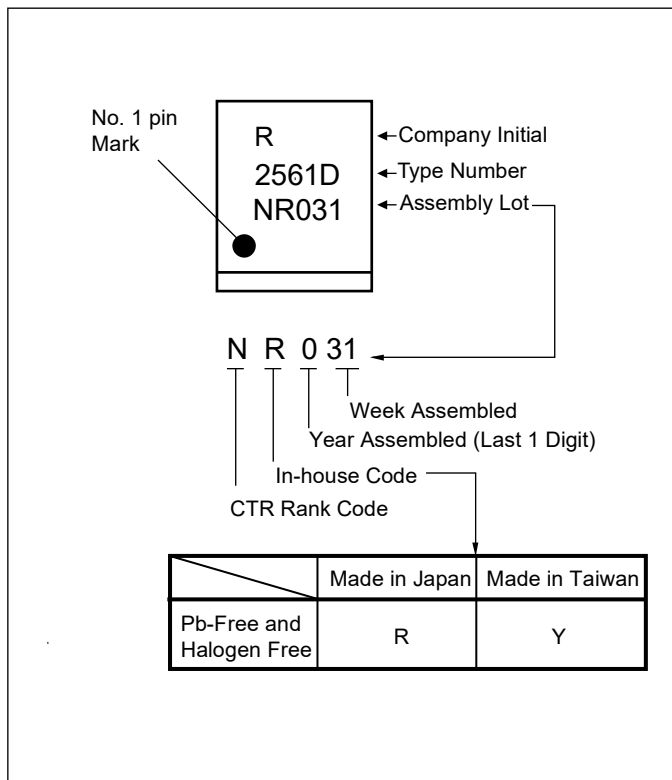 No. 1 pin
Mark
R
2561D
NR031
Company Initial
Type Number
Assembly Lot
N R 0 31
Week Assembled
Year Assembled (Last 1 Digit)
In-house Code
CTR Rank Code
Made in Japan Made in Taiwan
Pb-Free and
Halogen Free
R Y